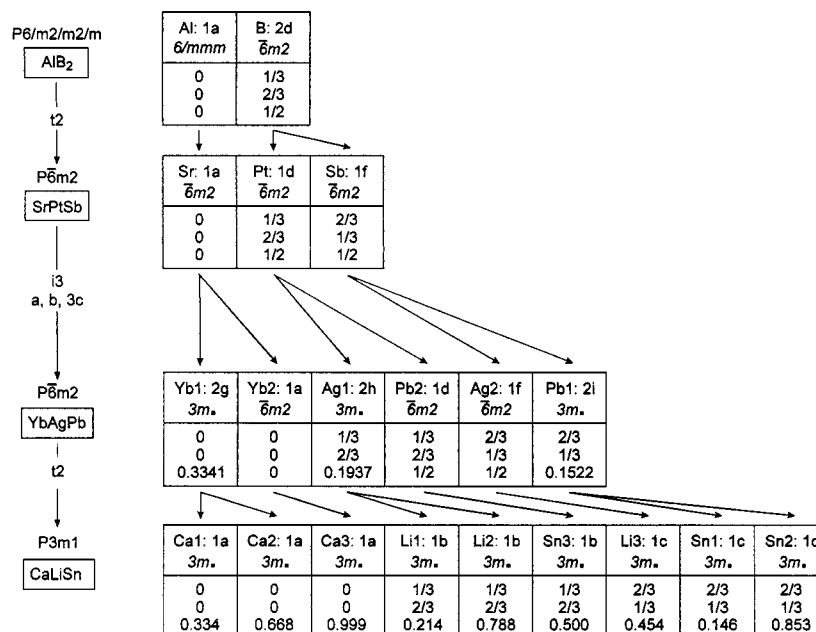 P6/m2/m2/m
AlB₂
t2
P6̅m2
SrPtSb
i3
a, b, 3c
P6̅m2
YbAgPb
t2
P3m1
CaLiSn
Al: 1a B: 2d
6/mmm 6̅m2
0 1/3
0 2/3
0 1/2
Sr: 1a Pt: 1d Sb: 1f
6̅m2 6̅m2 6̅m2
0 1/3 2/3
0 2/3 1/3
0 1/2 1/2
Yb1: 2g Yb2: 1a Ag1: 2h Pb2: 1d Ag2: 1f Pb1: 2i
3m. 6̅m2 3m. 6̅m2 6̅m2 3m.
0 0 1/3 1/3 2/3 2/3
0 0 2/3 2/3 1/3 1/3
0.3341 0 0.1937 1/2 1/2 0.1522
Ca1: 1a Ca2: 1a Ca3: 1a Li1: 1b Li2: 1b Sn3: 1b Li3: 1c Sn1: 1c Sn2: 1c
3m. 3m. 3m. 3m. 3m. 3m. 3m. 3m. 3m.
0 0 0 1/3 1/3 1/3 2/3 2/3 2/3
0 0 0 2/3 2/3 2/3 1/3 1/3 1/3
0.334 0.668 0.999 0.214 0.788 0.500 0.454 0.146 0.853